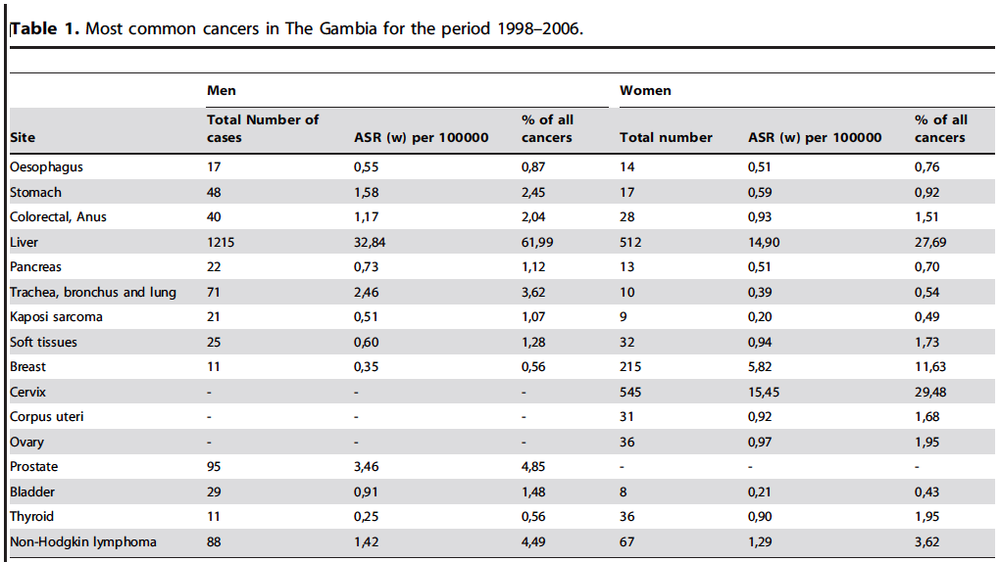 Table 1. Most common cancers in The Gambia for the period 1998–2006.
Men Women
Site Total Number of cases ASR (w) per 100000 % of all cancers Total number ASR (w) per 100000 % of all cancers
Oesophagus 17 0,55 0,87 14 0,51 0,76
Stomach 48 1,58 2,45 17 0,59 0,92
Colorectal, Anus 40 1,17 2,04 28 0,93 1,51
Liver 1215 32,84 61,99 512 14,90 27,69
Pancreas 22 0,73 1,12 13 0,51 0,70
Trachea, bronchus and lung 71 2,46 3,62 10 0,39 0,54
Kaposi sarcoma 21 0,51 1,07 9 0,20 0,49
Soft tissues 25 0,60 1,28 32 0,94 1,73
Breast 11 0,35 0,56 215 5,82 11,63
Cervix - - - 545 15,45 29,48
Corpus uteri - - - 31 0,92 1,68
Ovary - - - 36 0,97 1,95
Prostate 95 3,46 4,85 - - -
Bladder 29 0,91 1,48 8 0,21 0,43
Thyroid 11 0,25 0,56 36 0,90 1,95
Non-Hodgkin lymphoma 88 1,42 4,49 67 1,29 3,62